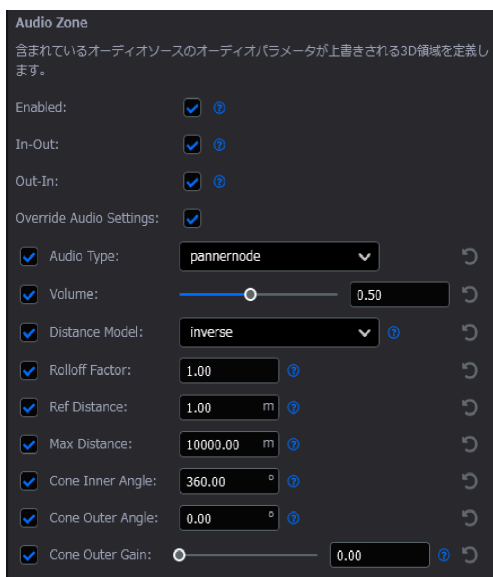 Audio Zone
含まれているオーディオソースのオーディオパラメータが上書きされる3D領域を定義し
ます。
Enabled:
In-Out:
Out-In:
Override Audio Settings:
Audio Type: pannernode
Volume: 0.50
Distance Model: inverse
Rolloff Factor: 1.00
Ref Distance: 1.00 m
Max Distance: 10000.00 m
Cone Inner Angle: 360.00 °
Cone Outer Angle: 0.00 °
Cone Outer Gain: 0.00